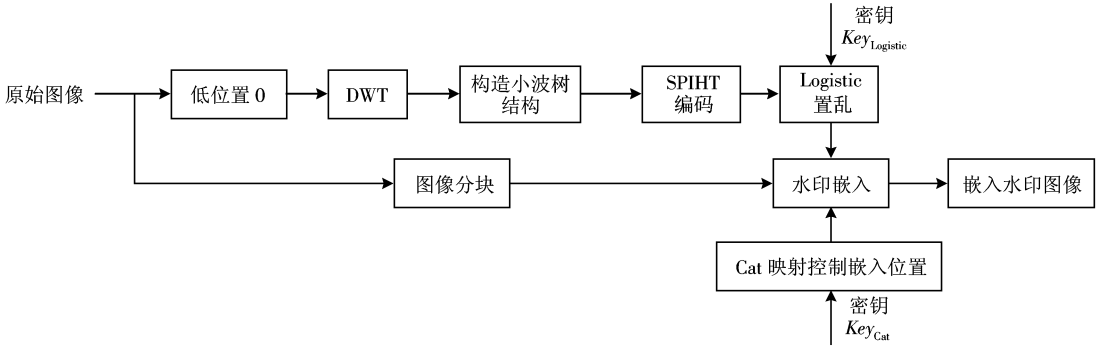 密钥
KeyLogistic
原始图像
低位置0
DWT
构造小波树
结构
SPIHT
编码
Logistic
置乱
图像分块
水印嵌入
嵌入水印图像
Cat 映射控制嵌入位置
密钥
KeyCat